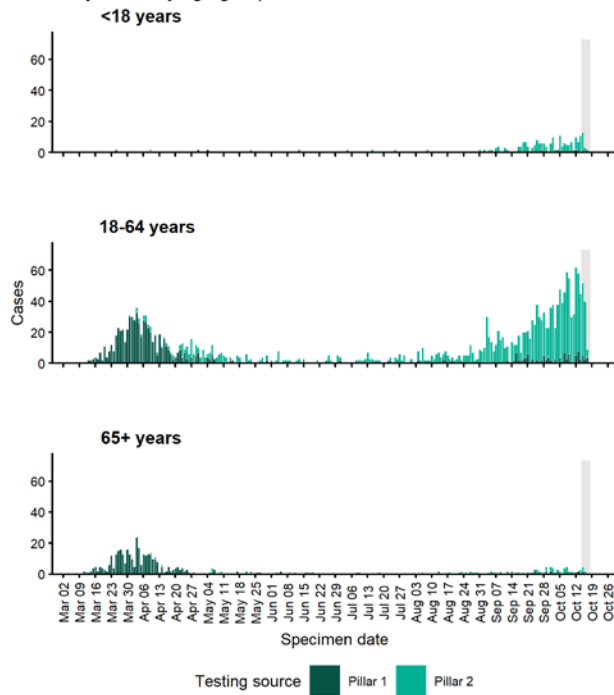 <18 years
60
40
20
0
18-64 years
Cases
60
40
20
0
65+ years
60
40
20
0
Mar 02
Mar 09
Mar 16
Mar 23
Mar 30
Apr 06
Apr 13
Apr 20
Apr 27
May 04
May 11
May 18
May 25
Jun 01
Jun 08
Jun 15
Jun 22
Jun 29
Jul 06
Jul 13
Jul 20
Jul 27
Aug 03
Aug 10
Aug 17
Aug 24
Aug 31
Sep 07
Sep 14
Sep 21
Sep 28
Oct 05
Oct 12
Oct 19
Oct 26
Specimen date
Testing source Pillar 1 Pillar 2